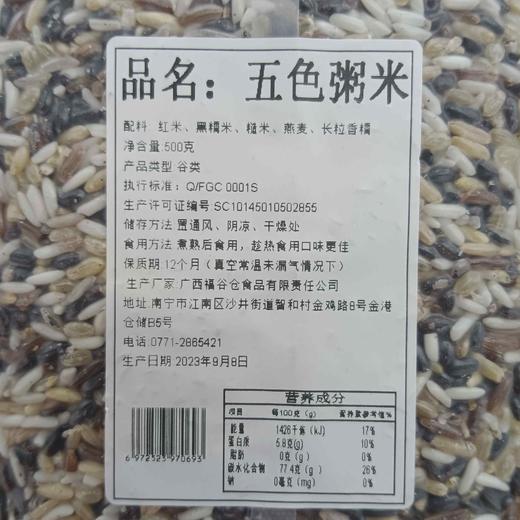 品名：五色粥米
配料：红米、黑糯米、糙米、燕麦、长粒香糯
净含量:500克
产品类型 谷类
执行标准：Q/FGC 0001S
生产许可证编号 SC10145010502855
储存方法 置通风、阴凉、干燥处
食用方法 煮熟后食用，趁热食用口味更佳
保质期 12个月（真空常温未漏气情况下）
生产厂家 广西福谷仓食品有限责任公司
地址:南宁市江南区沙井街道智和村金鸡路8号金港
仓储B5号
电话:0771-2865421
生产日期 2023年9月8日
营养成分
项目 每100克(g) 营养素参考值%
能量 1426千焦(kJ) 17%
蛋白质 5.8克(g) 10%
脂肪 0克(g) 0%
碳水化合物 77.4克(g) 26%
钠 0毫克(mg) 0%
6 972323 970693